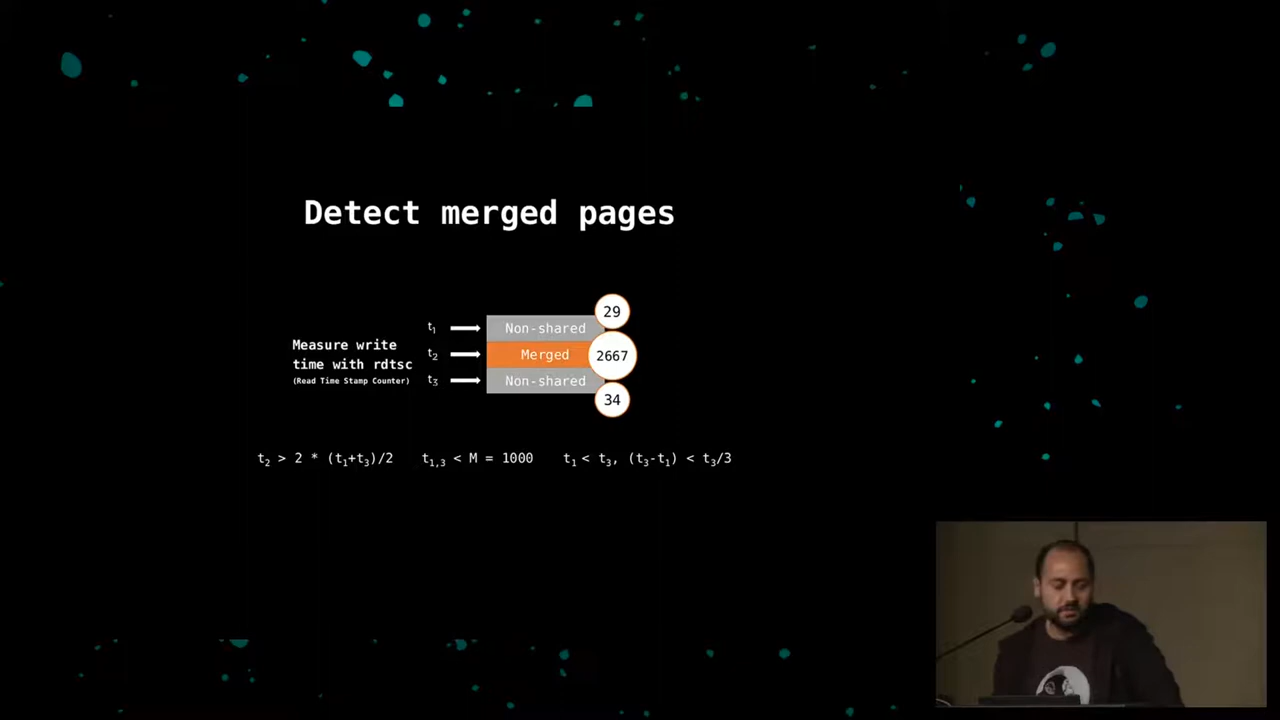 Detect merged pages
29
t₁ Non-shared
Measure write
t₂ Merged 2667
time with rdtsc
(Read Time Stamp Counter) t₃ Non-shared
34
t₂ > 2 * (t₁+t₃)/2 t₁,₃ < M = 1000 t₁ < t₃, (t₃-t₁) < t₃/3